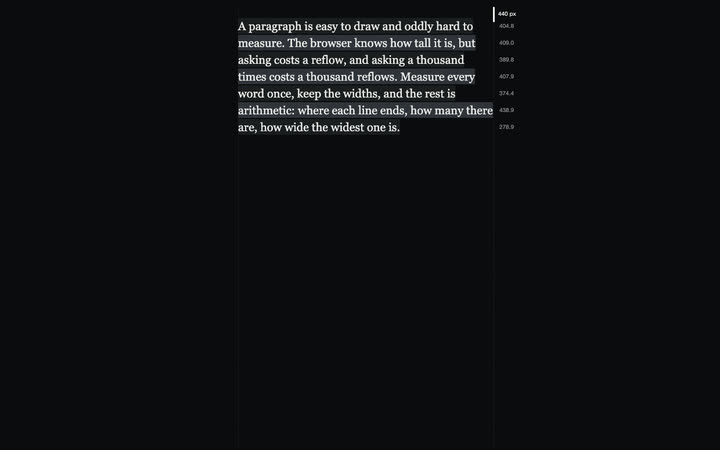 440 px
A paragraph is easy to draw and oddly hard to 404.8
measure. The browser knows how tall it is, but 409.0
asking costs a reflow, and asking a thousand 389.8
times costs a thousand reflows. Measure every 407.9
word once, keep the widths, and the rest is 374.4
arithmetic: where each line ends, how many there 438.9
are, how wide the widest one is. 278.9